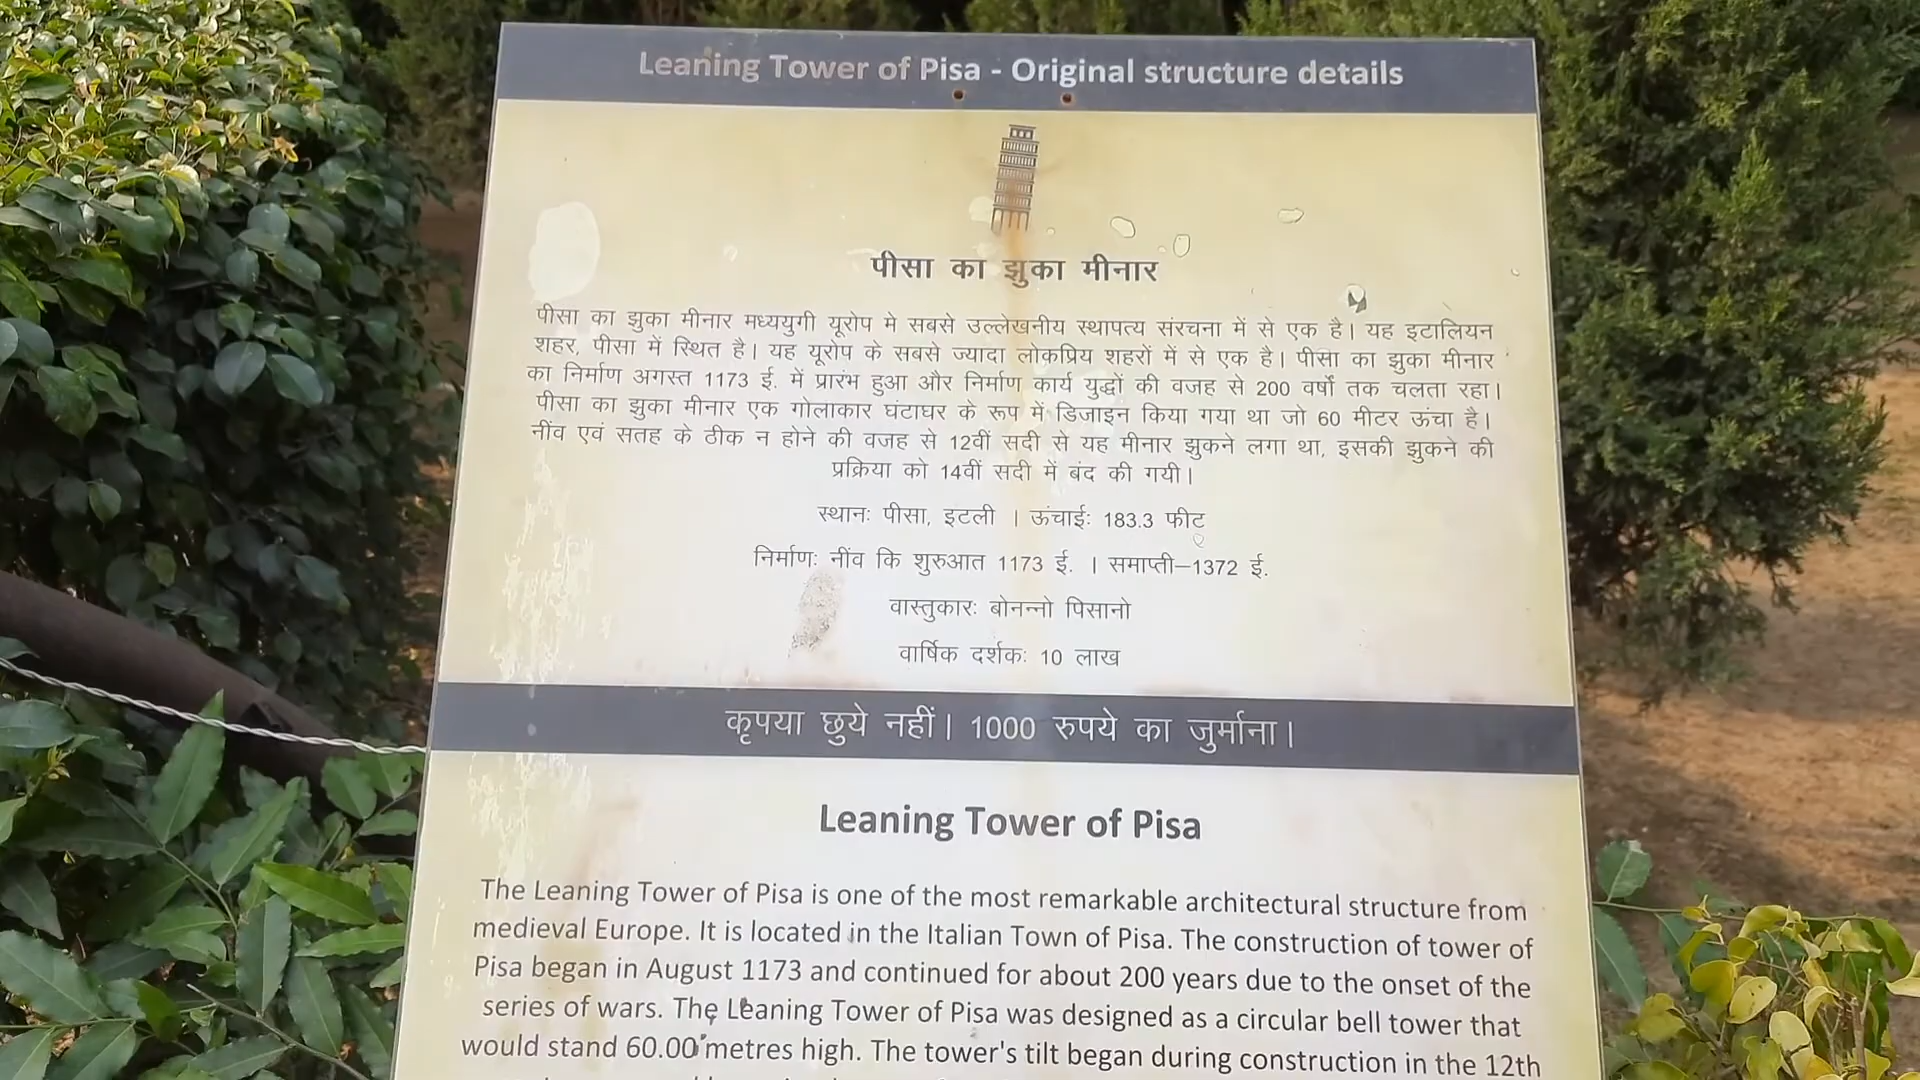 Leaning Tower of Pisa - Original structure details
पीसा का झुका मीनार
पीसा का झुका मीनार मध्ययुगी यूरोप मे सबसे उल्लेखनीय स्थापत्य संरचना में से एक है। यह इटालियन
शहर, पीसा में स्थित है। यह यूरोप के सबसे ज्यादा लोकप्रिय शहरों में से एक है। पीसा का झुका मीनार
का निर्माण अगस्त 1173 ई. में प्रारंभ हुआ और निर्माण कार्य युद्धों की वजह से 200 वर्षों तक चलता रहा।
पीसा का झुका मीनार एक गोलाकार घंटाघर के रूप में डिजाइन किया गया था जो 60 मीटर ऊंचा है।
नींव एवं सतह के ठीक न होने की वजह से 12वीं सदी से यह मीनार झुकने लगा था, इसकी झुकने की
प्रक्रिया को 14वीं सदी में बंद की गयी।
स्थानः पीसा, इटली । ऊंचाईः 183.3 फीट
निर्माणः नींव कि शुरुआत 1173 ई. । समाप्ती–1372 ई.
वास्तुकारः बोनन्नो पिसानो
वार्षिक दर्शकः 10 लाख
कृपया छुये नहीं। 1000 रुपये का जुर्माना।
Leaning Tower of Pisa
The Leaning Tower of Pisa is one of the most remarkable architectural structure from
medieval Europe. It is located in the Italian Town of Pisa. The construction of tower of
Pisa began in August 1173 and continued for about 200 years due to the onset of the
series of wars. The Leaning Tower of Pisa was designed as a circular bell tower that
would stand 60.00 metres high. The tower's tilt began during construction in the 12th